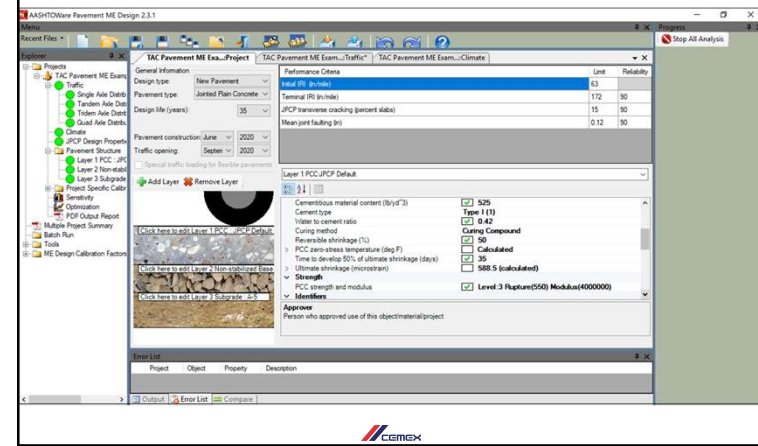 AASHTOWare Pavement ME Design 2.3.1
Menu
Recent Files
Progress
Stop All Analysis
Explorer
Projects
TAC Pavement ME Examp
Traffic
Single Axle Distrib
Tandem Axle Distr
Tridem Axle Distrib
Quad Axle Distribu
Climate
JPCP Design Propertie
Pavement Structure
Layer 1 PCC : JPC
Layer 2 Non-stabil
Layer 3 Subgrade
Project Specific Calibr
Sensitivity
Optimization
PDF Output Report
Multiple Project Summary
Batch Run
Tools
ME Design Calibration Factors
TAC Pavement ME Exa...:Project
TAC Pavement ME Exam...:Traffic*
TAC Pavement ME Exam...:Climate
General Information
Design type: New Pavement
Pavement type: Jointed Plain Concrete
Design life (years): 35
Pavement construction: June 2020
Traffic opening: Septen 2020
Special traffic loading for flexible pavements
Add Layer Remove Layer
Click here to edit Layer 1 PCC : JPCP Default
Click here to edit Layer 2 Non-stabilized Base
Click here to edit Layer 3 Subgrade : A-5
Performance Criteria Limit Reliability
Initial IRI (in/mile) 63
Terminal IRI (in/mile) 172 90
JPCP transverse cracking (percent slabs) 15 90
Mean joint faulting (in) 0.12 90
Layer 1 PCC:JPCP Default
Cementitious material content (lb/yd^3) 525
Cement type Type I (1)
Water to cement ratio 0.42
Curing method Curing Compound
Reversible shrinkage (%) 50
PCC zero-stress temperature (deg F) Calculated
Time to develop 50% of ultimate shrinkage (days) 35
Ultimate shrinkage (microstrain) 588.5 (calculated)
Strength
PCC strength and modulus Level:3 Rupture(550) Modulus(4000000)
Identifiers
Approver
Person who approved use of this object/material/project
Error List
Project Object Property Description
Output Error List Compare
CEMEX